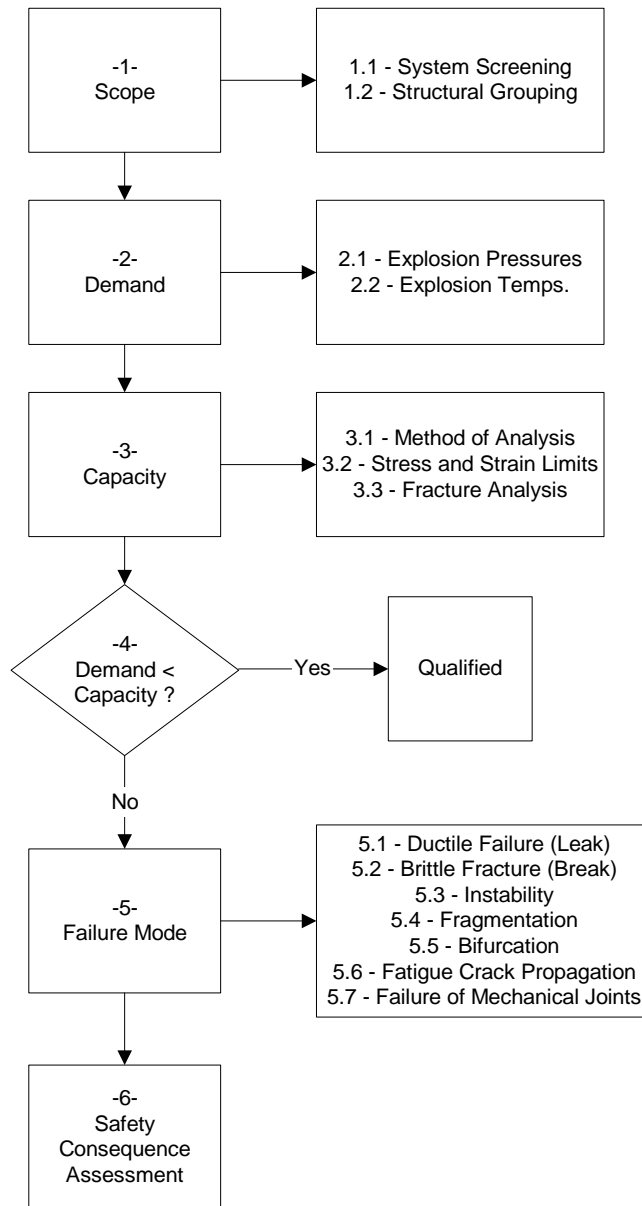 -1-
Scope
1.1 - System Screening
1.2 - Structural Grouping
-2-
Demand
2.1 - Explosion Pressures
2.2 - Explosion Temps.
-3-
Capacity
3.1 - Method of Analysis
3.2 - Stress and Strain Limits
3.3 - Fracture Analysis
-4-
Demand <
Capacity ?
Yes
Qualified
No
-5-
Failure Mode
5.1 - Ductile Failure (Leak)
5.2 - Brittle Fracture (Break)
5.3 - Instability
5.4 - Fragmentation
5.5 - Bifurcation
5.6 - Fatigue Crack Propagation
5.7 - Failure of Mechanical Joints
-6-
Safety
Consequence
Assessment